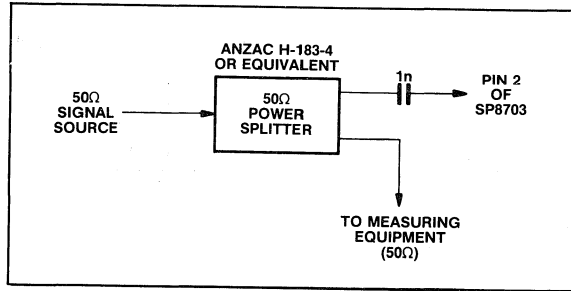 ANZAC H-183-4
OR EQUIVALENT
50Ω
SIGNAL
SOURCE
50Ω
POWER
SPLITTER
1n
PIN 2
OF
SP8703
TO MEASURING
EQUIPMENT
(50Ω)